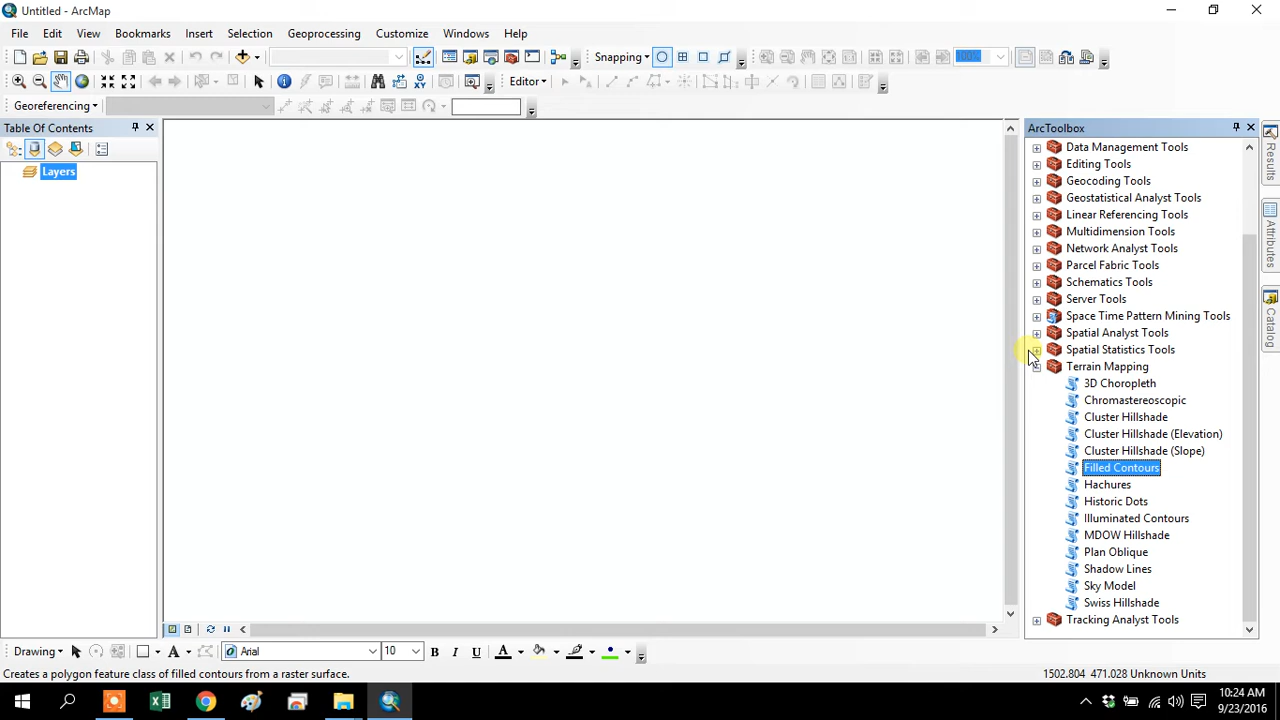 Untitled - ArcMap
File Edit View Bookmarks Insert Selection Geoprocessing Customize Windows Help
Snapping 100%
Editor
Georeferencing
Table Of Contents
Layers
ArcToolbox
Data Management Tools
Editing Tools
Geocoding Tools
Geostatistical Analyst Tools
Linear Referencing Tools
Multidimension Tools
Network Analyst Tools
Parcel Fabric Tools
Schematics Tools
Server Tools
Space Time Pattern Mining Tools
Spatial Analyst Tools
Spatial Statistics Tools
Terrain Mapping
3D Choropleth
Chromastereoscopic
Cluster Hillshade
Cluster Hillshade (Elevation)
Cluster Hillshade (Slope)
Filled Contours
Hachures
Historic Dots
Illuminated Contours
MDOW Hillshade
Plan Oblique
Shadow Lines
Sky Model
Swiss Hillshade
Tracking Analyst Tools
Results
Attributes
Catalog
Drawing A Arial 10 B I U A
Creates a polygon feature class of filled contours from a raster surface.
1502.804 471.028 Unknown Units
10:24 AM
9/23/2016